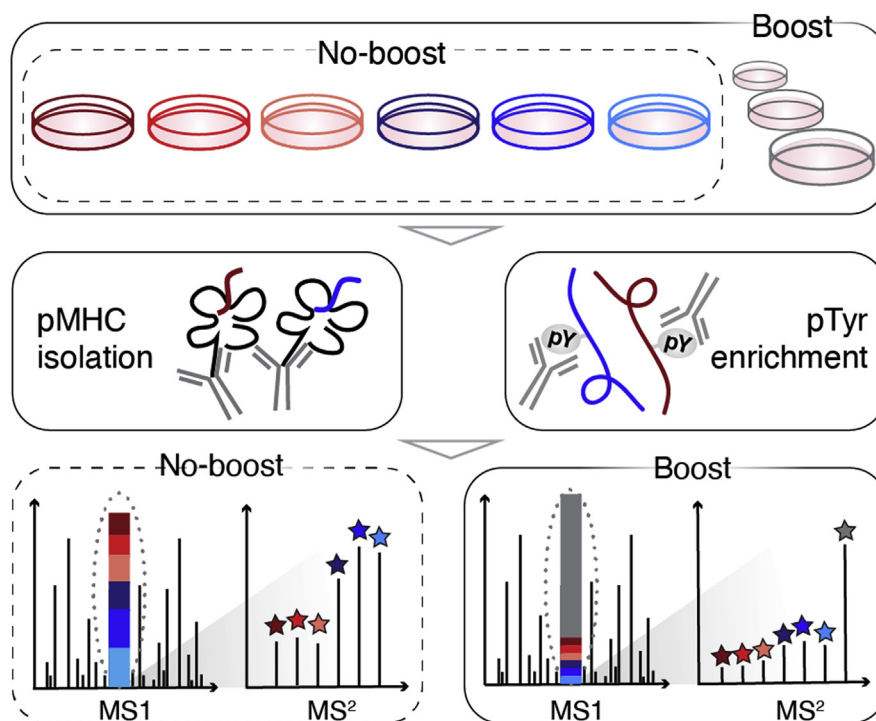 Boost
No-boost
pMHC
isolation
pY
pY
pTyr
enrichment
No-boost
Boost
MS1
MS²
MS1
MS²